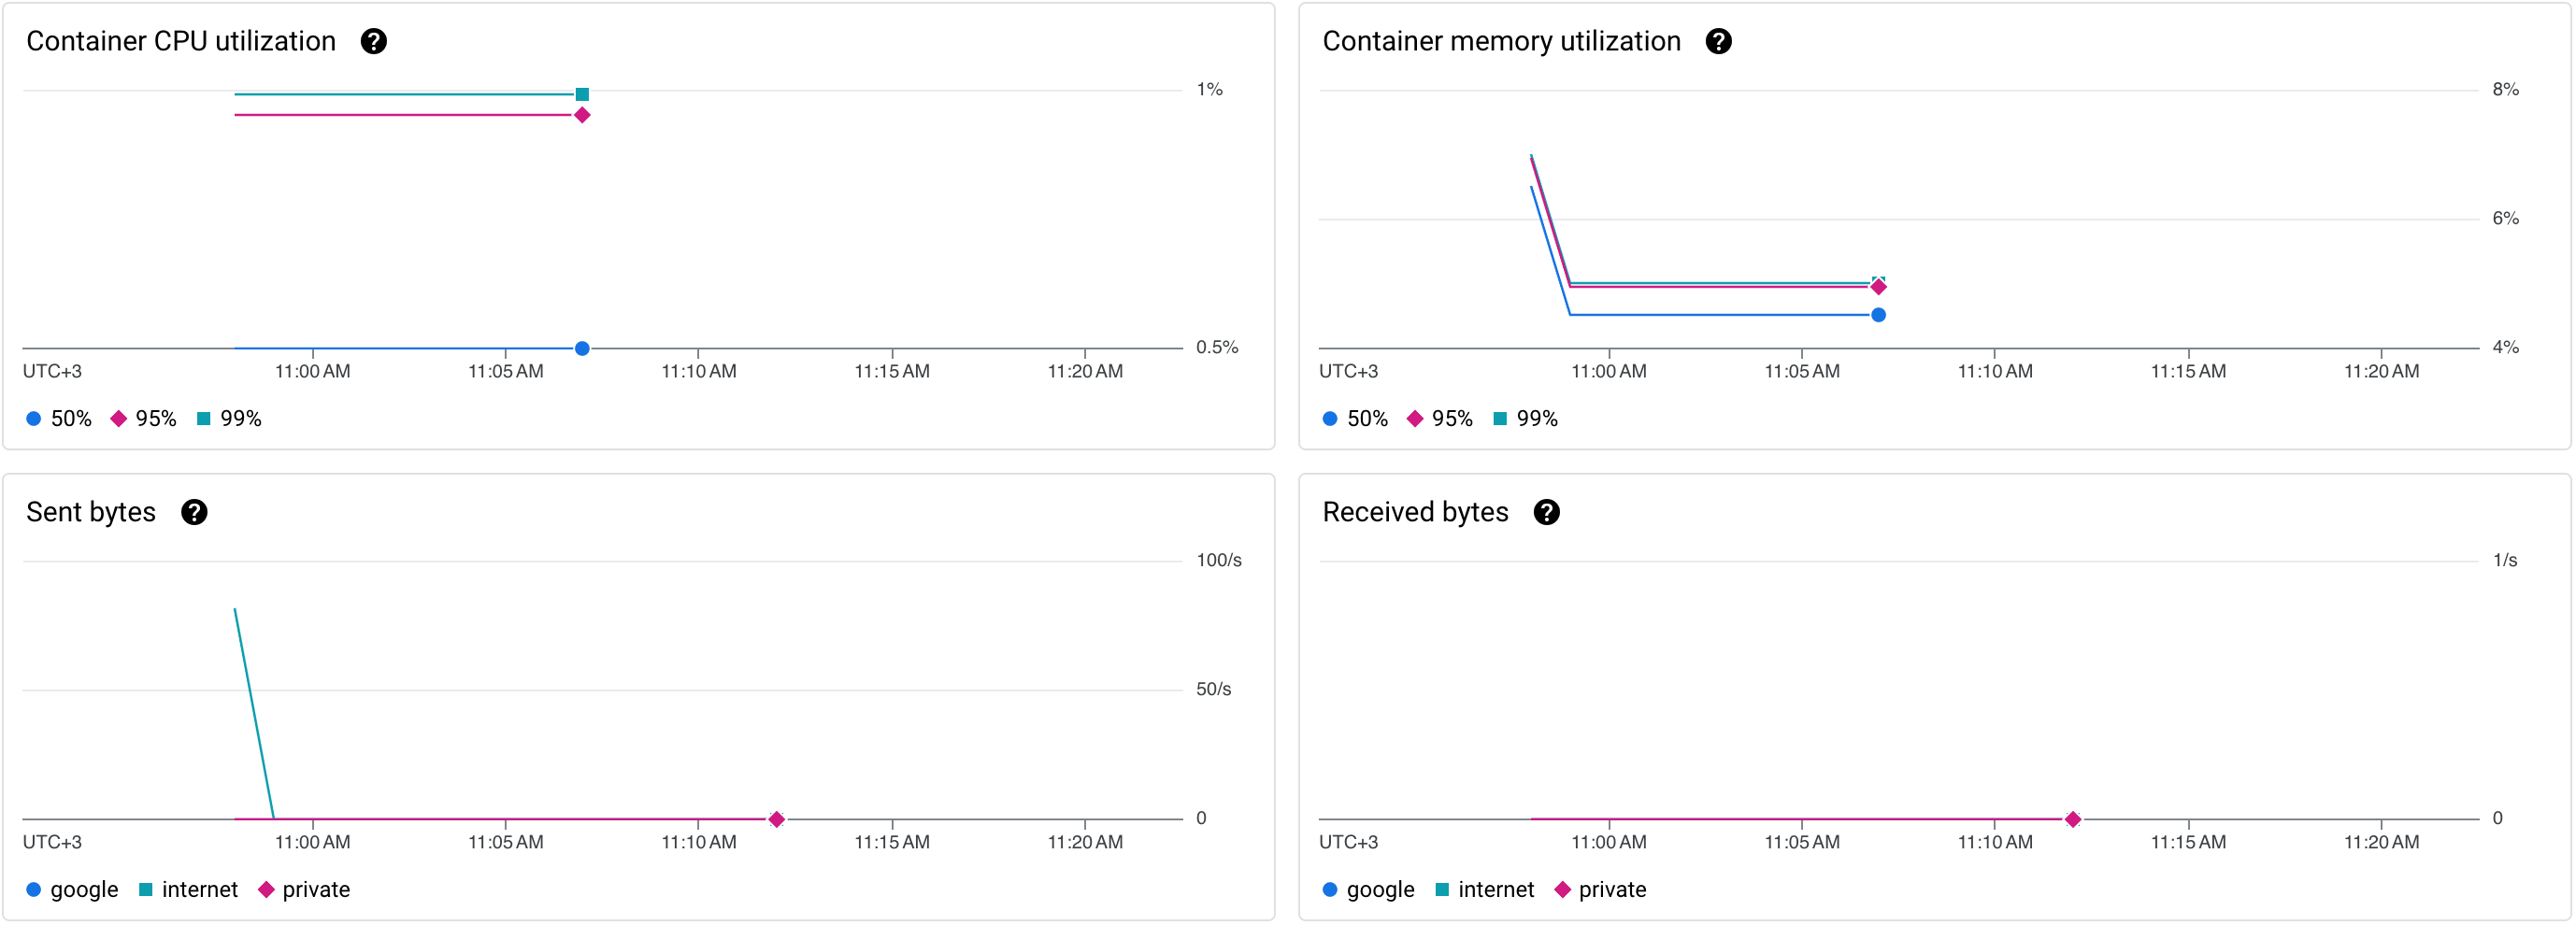 Container CPU utilization
1%
0.5%
UTC+3 11:00 AM 11:05 AM 11:10 AM 11:15 AM 11:20 AM
50% 95% 99%
Container memory utilization
8%
6%
4%
UTC+3 11:00 AM 11:05 AM 11:10 AM 11:15 AM 11:20 AM
50% 95% 99%
Sent bytes
100/s
50/s
0
UTC+3 11:00 AM 11:05 AM 11:10 AM 11:15 AM 11:20 AM
google internet private
Received bytes
1/s
0
UTC+3 11:00 AM 11:05 AM 11:10 AM 11:15 AM 11:20 AM
google internet private